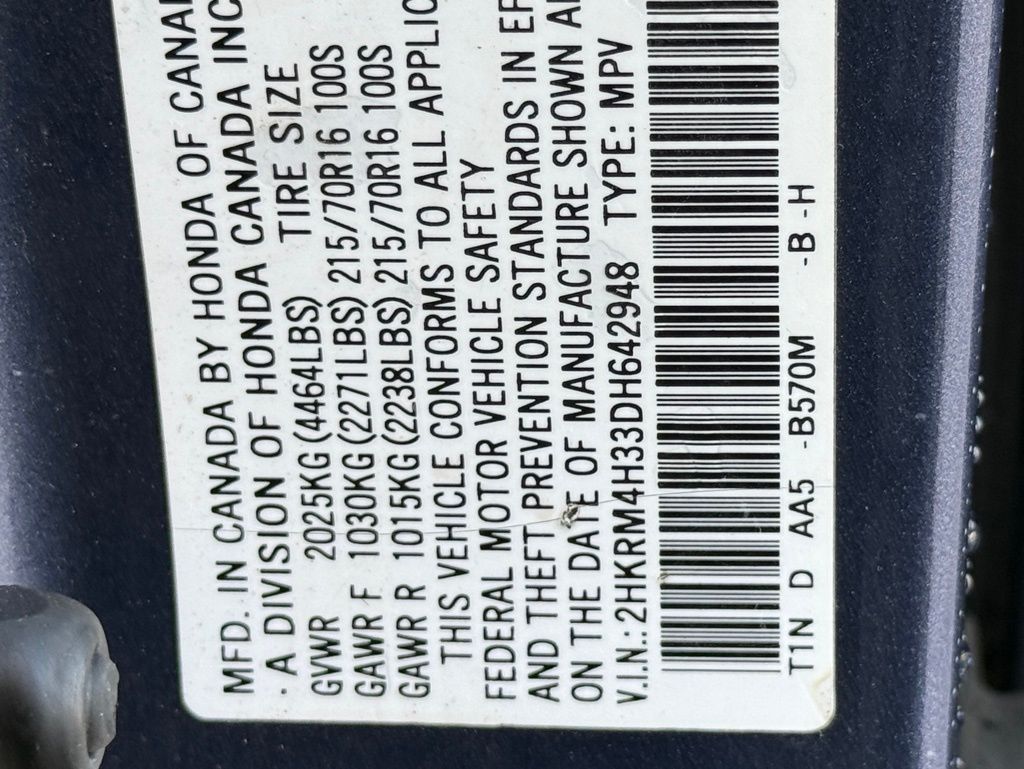 MFD. IN CANADA BY HONDA OF CANA
· A DIVISION OF HONDA CANADA INC
TIRE SIZE
GVWR 2025KG (4464LBS)
GAWR F 1030KG (2271LBS) 215/70R16 100S
GAWR R 1015KG (2238LBS) 215/70R16 100S
THIS VEHICLE CONFORMS TO ALL APPLIC
FEDERAL MOTOR VEHICLE SAFETY
AND THEFT PREVENTION STANDARDS IN EF
ON THE DATE OF MANUFACTURE SHOWN A
V.I.N.: 2HKRM4H33DH642948 TYPE: MPV
T1N D AA5 -B570M -B -H